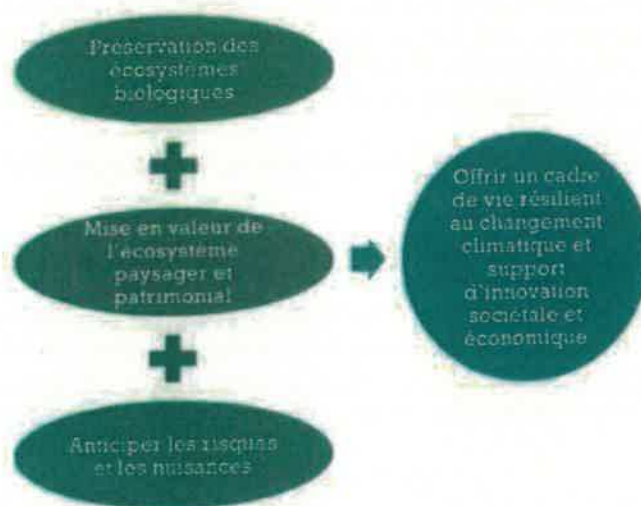 Préservation des
écosystèmes
biologiques
Mise en valeur de
l'écosystème
paysager et
patrimonial
Anticiper les risques
et les nuisances
Offrir un cadre
de vie résilient
au changement
climatique et
support
d'innovation
sociétale et
économique